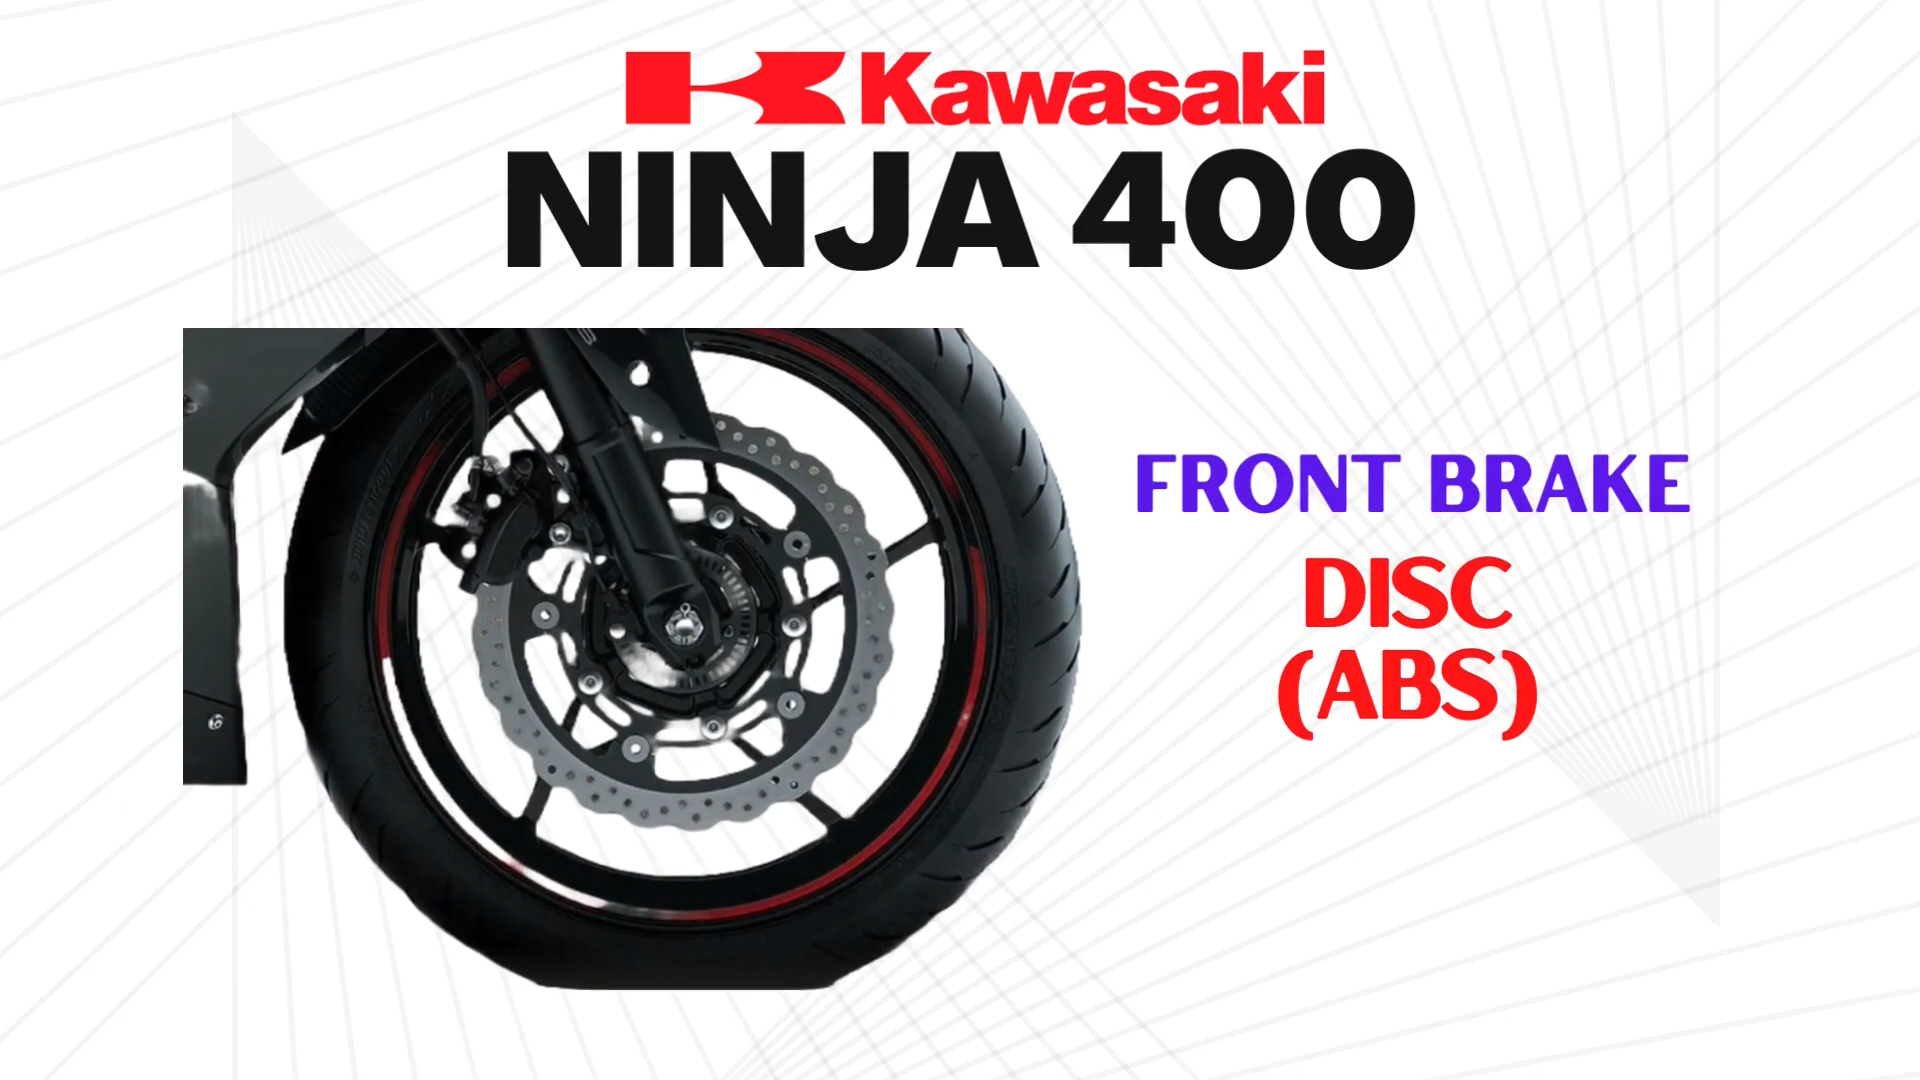 Kawasaki
NINJA 400
FRONT BRAKE
DISC
(ABS)